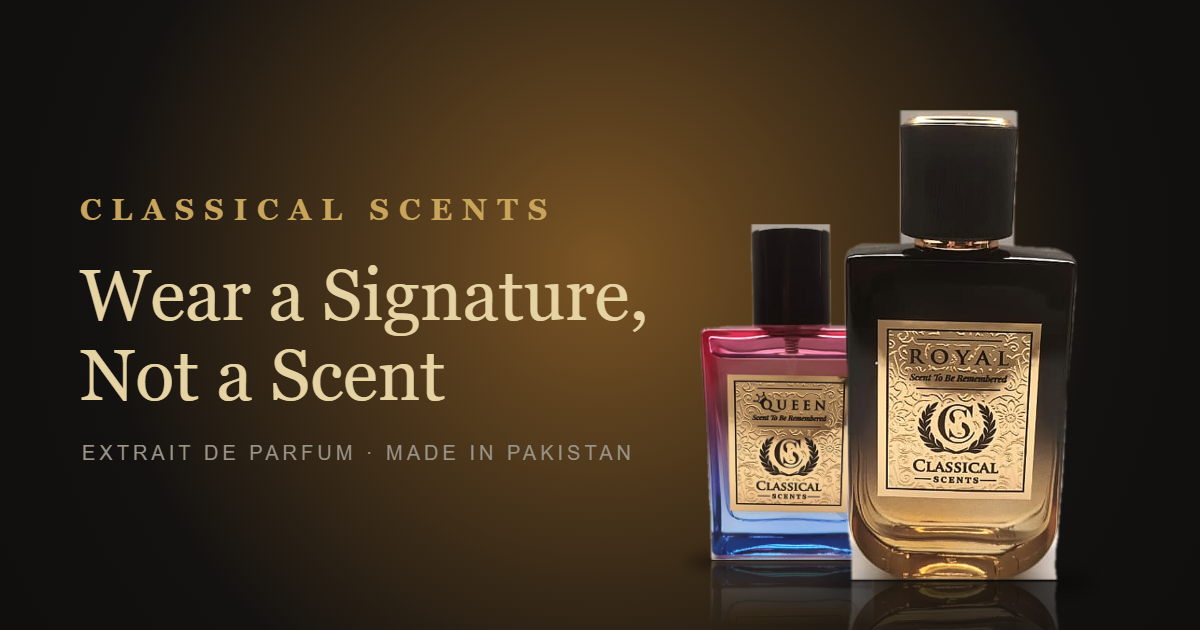 CLASSICAL SCENTS
Wear a Signature,
Not a Scent
EXTRAIT DE PARFUM · MADE IN PAKISTAN
QUEEN
Scent To Be Remembered
CS
CLASSICAL
SCENTS
ROYAL
Scent To Be Remembered
CS
CLASSICAL
SCENTS